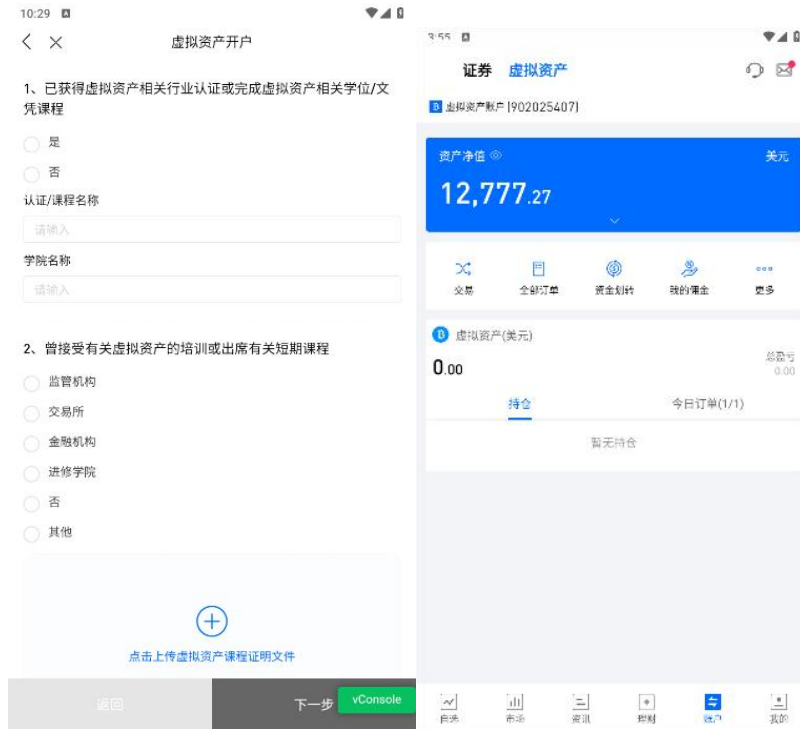 10:29
虚拟资产开户
1、已获得虚拟资产相关行业认证或完成虚拟资产相关学位/文
凭课程
是
否
认证/课程名称
请输入
学院名称
请输入
2、曾接受有关虚拟资产的培训或出席有关短期课程
监管机构
交易所
金融机构
进修学院
否
其他
点击上传虚拟资产课程证明文件
返回
下一步
vConsole
3:55
证券 虚拟资产
虚拟资产账户[902025407]
资产净值 美元
12,777.27
交易 全部订单 资金划转 我的佣金 更多
虚拟资产(美元)
0.00
总盈亏
0.00
持仓 今日订单(1/1)
暂无持仓
自选 市场 资讯 理财 账户 我的